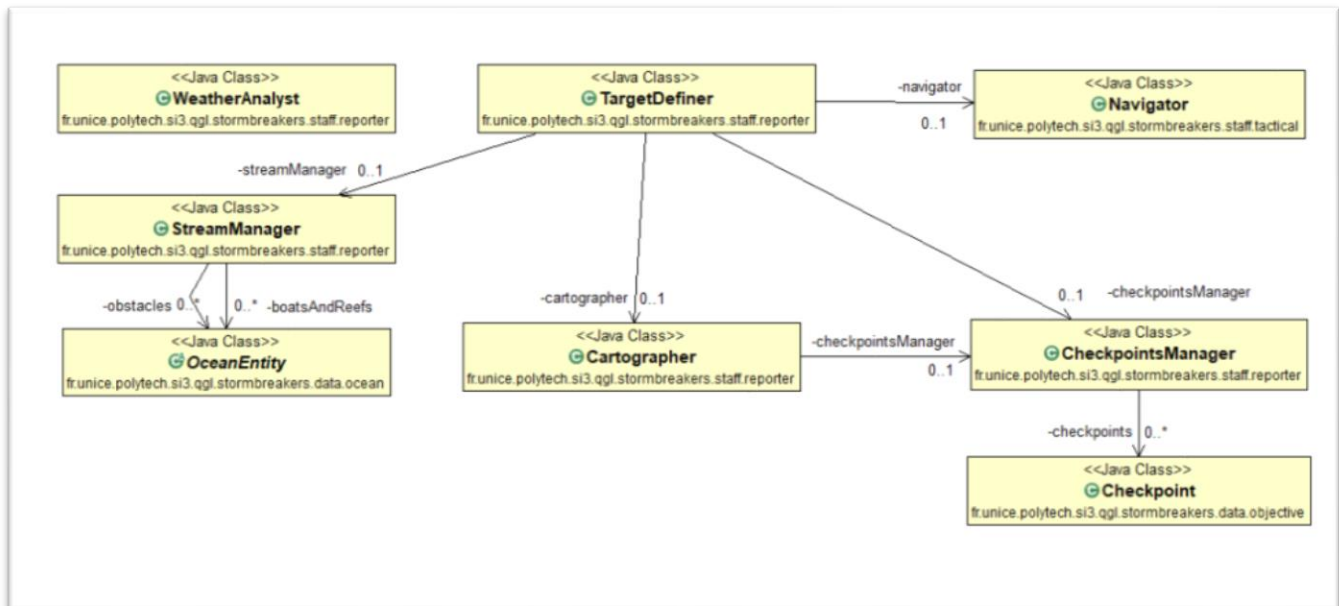 <<Java Class>>
WeatherAnalyst
fr.unice.polytech.si3.qgl.stormbreakers.staff.reporter
<<Java Class>>
TargetDefiner
fr.unice.polytech.si3.qgl.stormbreakers.staff.reporter
-navigator
0..1
<<Java Class>>
Navigator
fr.unice.polytech.si3.qgl.stormbreakers.staff.tactical
-streamManager 0..1
<<Java Class>>
StreamManager
fr.unice.polytech.si3.qgl.stormbreakers.staff.reporter
-obstacles 0..*
0..* -boatsAndReefs
<<Java Class>>
OceanEntity
fr.unice.polytech.si3.qgl.stormbreakers.data.ocean
-cartographer 0..1
<<Java Class>>
Cartographer
fr.unice.polytech.si3.qgl.stormbreakers.staff.reporter
-checkpointsManager
0..1
0..1 -checkpointsManager
<<Java Class>>
CheckpointsManager
fr.unice.polytech.si3.qgl.stormbreakers.staff.reporter
-checkpoints 0..*
<<Java Class>>
Checkpoint
fr.unice.polytech.si3.qgl.stormbreakers.data.objective